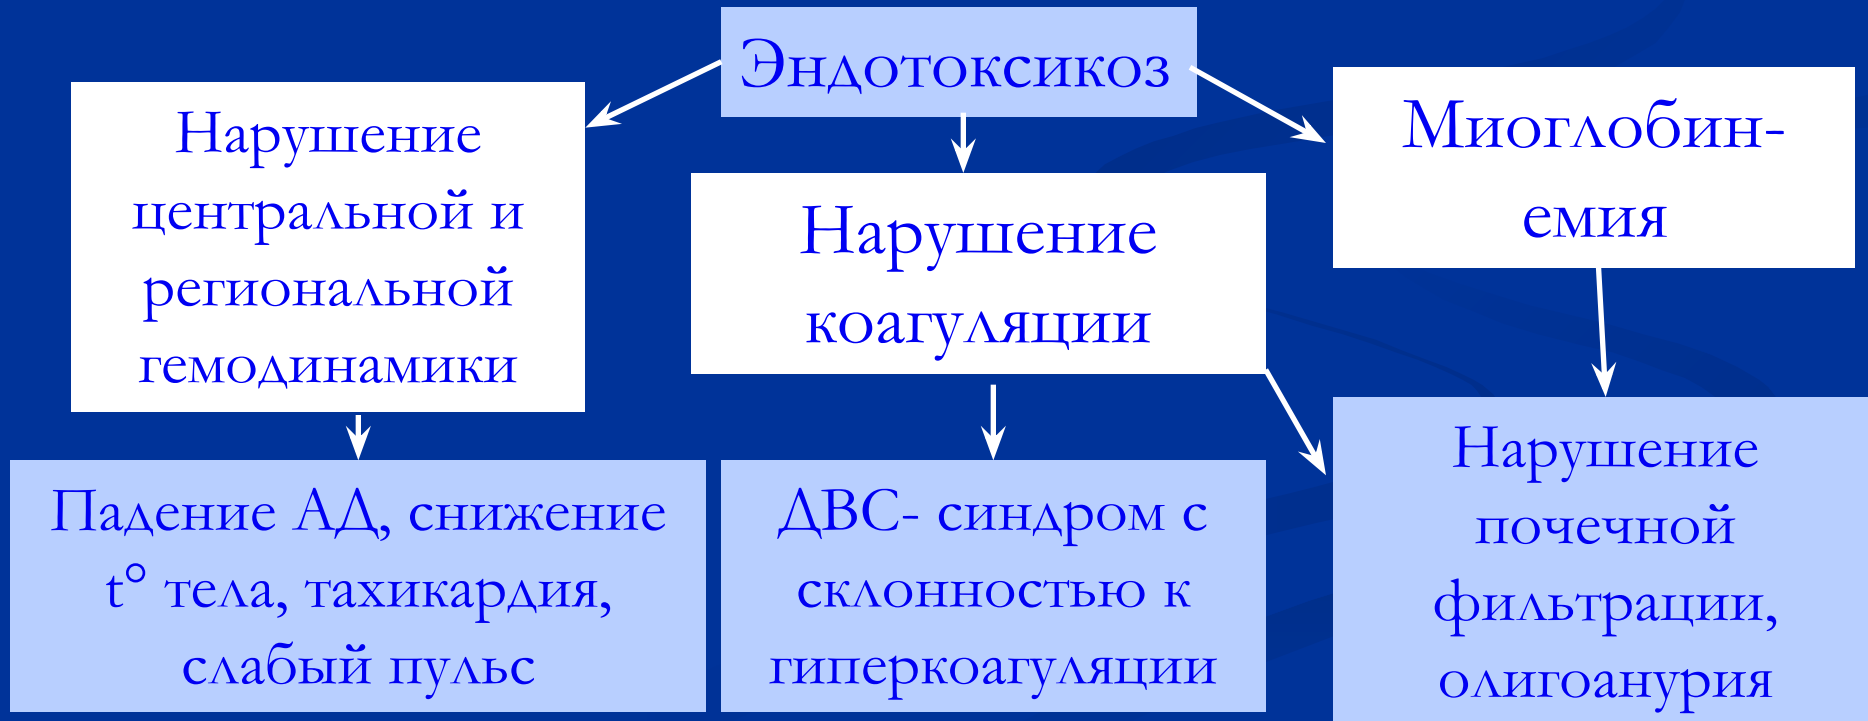 Эндотоксикоз
Нарушение
центральной и
региональной
гемодинамики
Нарушение
коагуляции
Миоглобин-
емия
Падение АД, снижение
t° тела, тахикардия,
слабый пульс
ДВС- синдром с
склонностью к
гиперкоагуляции
Нарушение
почечной
фильтрации,
олигоанурия